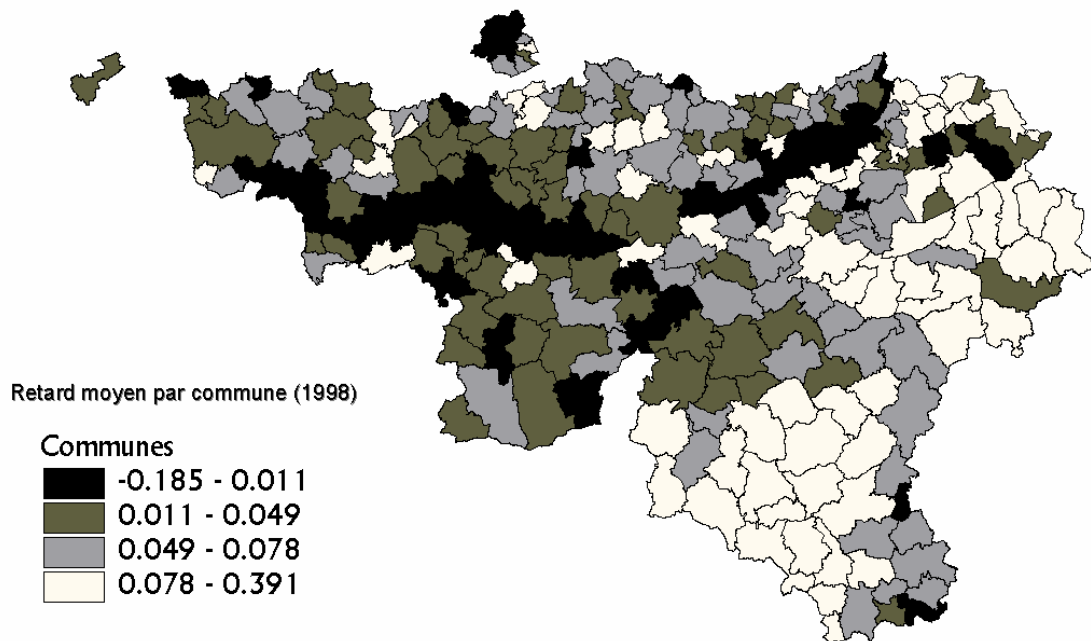 Retard moyen par commune (1998)
Communes
-0.185 - 0.011
0.011 - 0.049
0.049 - 0.078
0.078 - 0.391